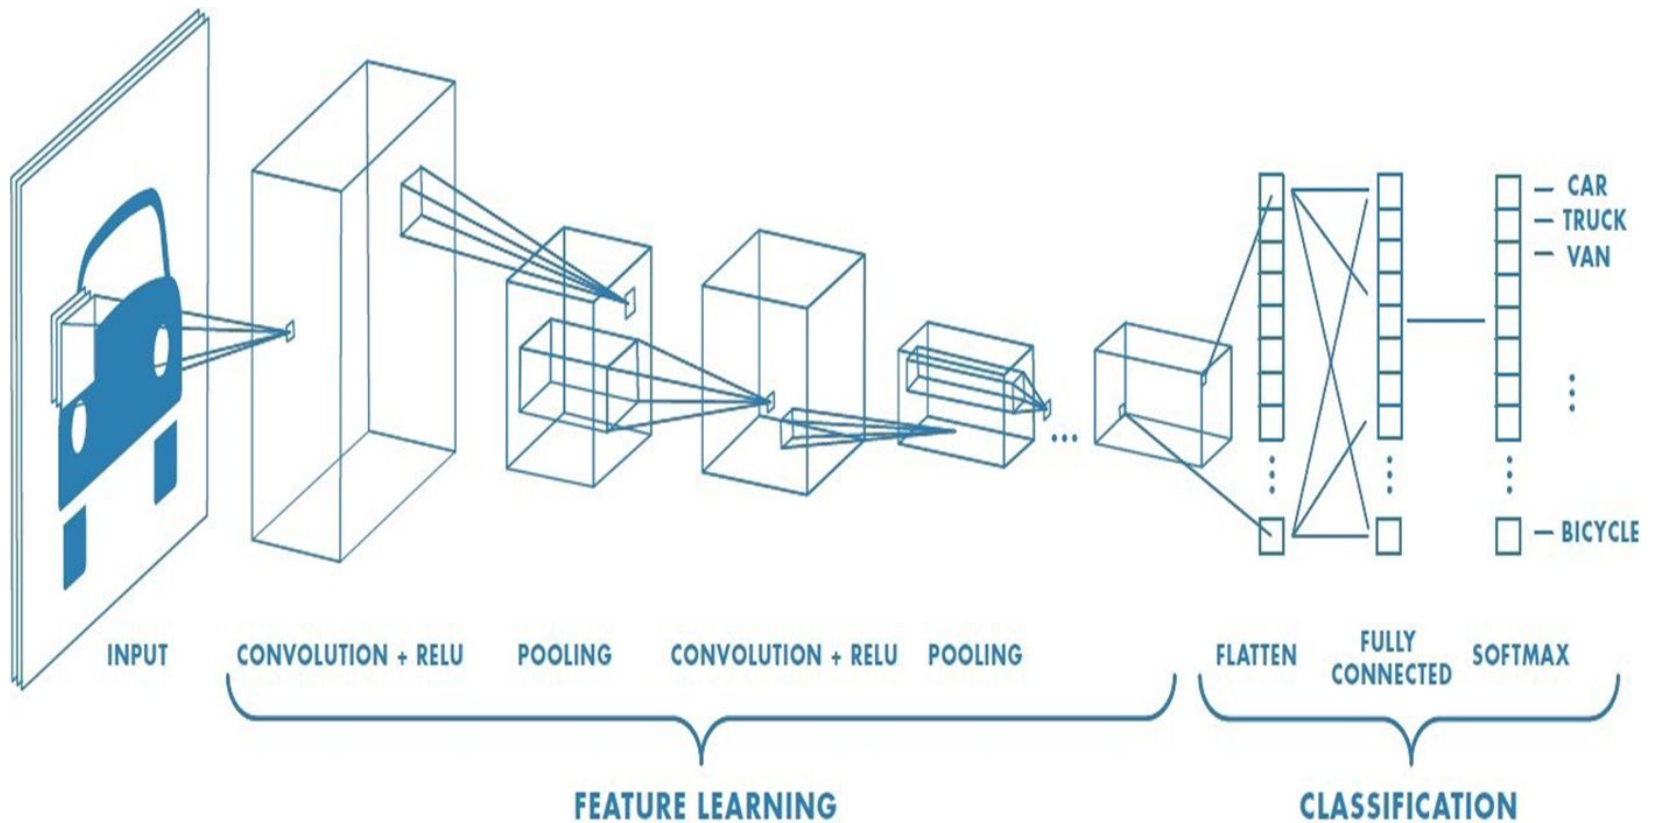 CAR
TRUCK
VAN
BICYCLE
INPUT
CONVOLUTION + RELU
POOLING
CONVOLUTION + RELU
POOLING
FLATTEN
FULLY
CONNECTED
SOFTMAX
FEATURE LEARNING
CLASSIFICATION